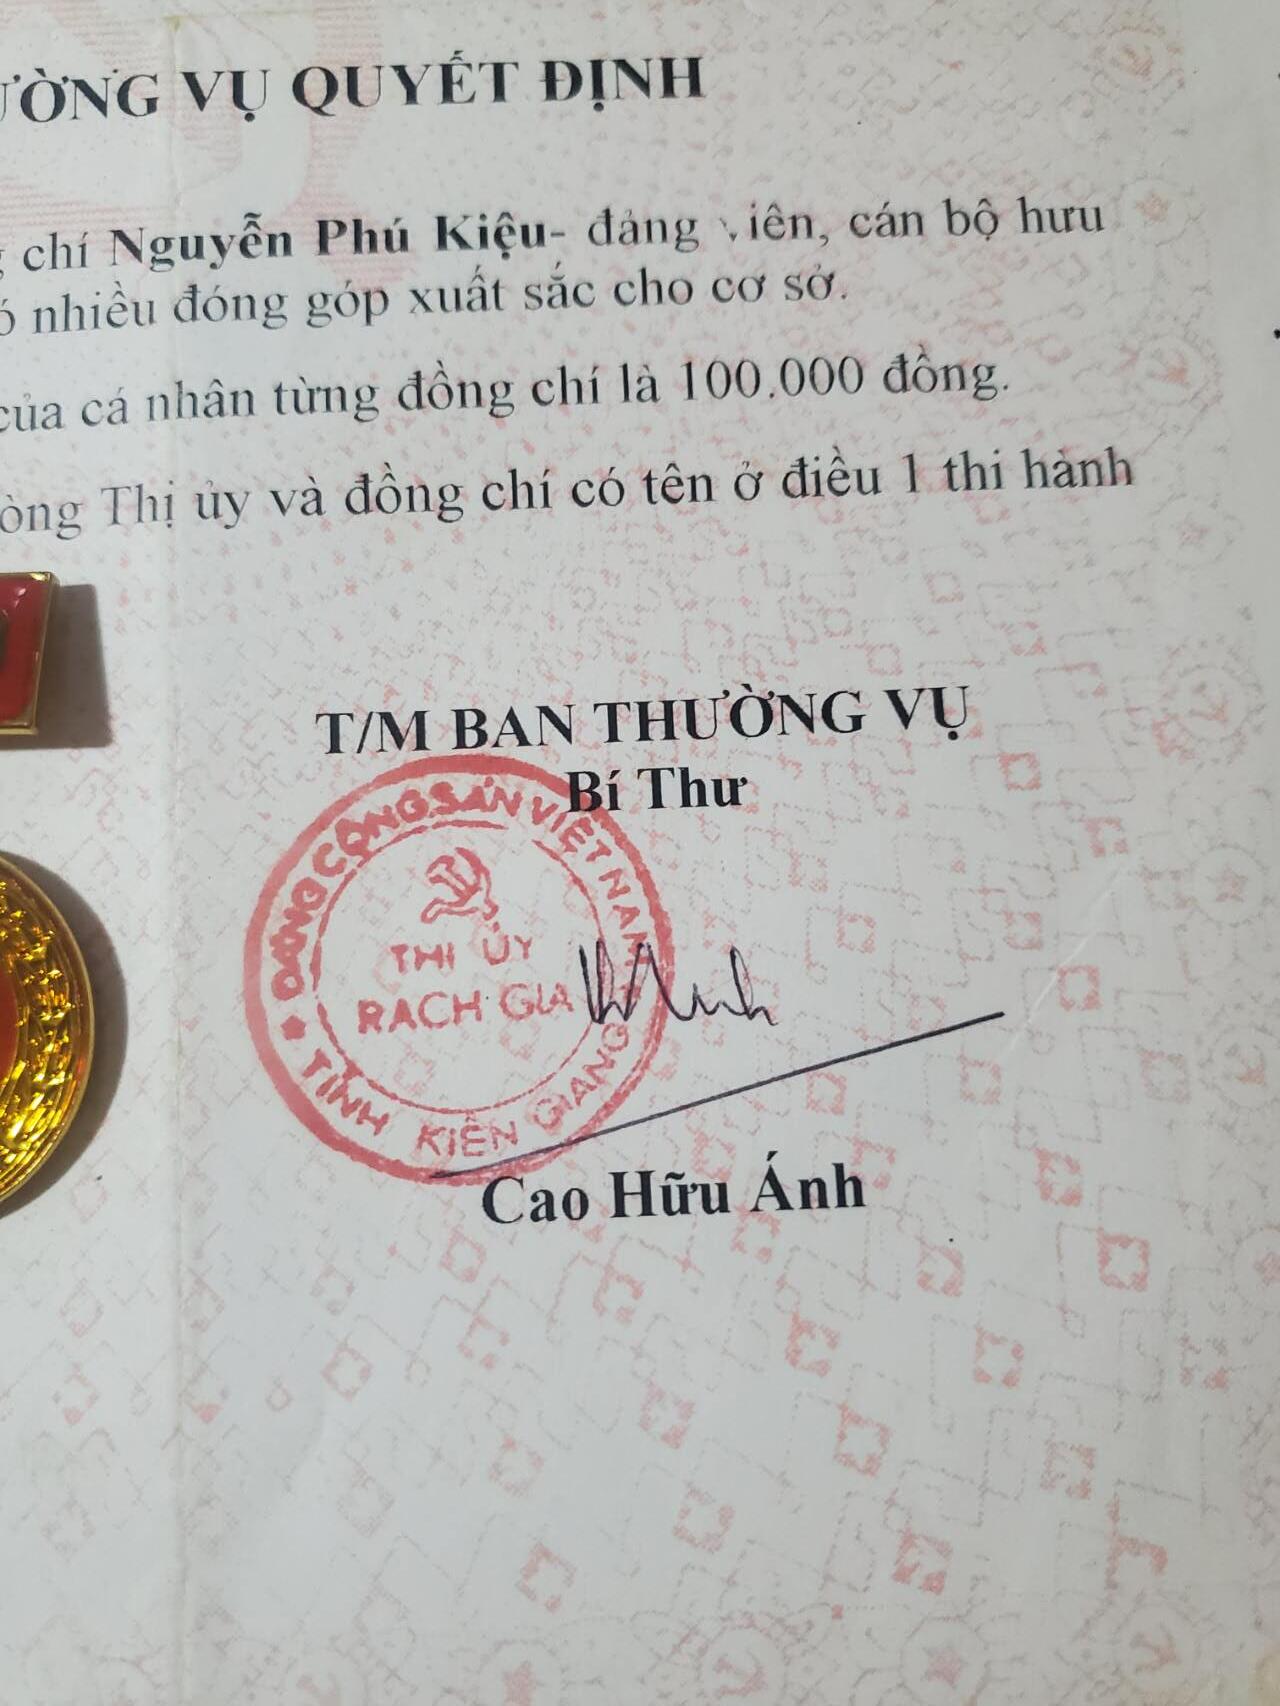 ƯỜNG VỤ QUYẾT ĐỊNH
chí Nguyễn Phú Kiệu- đảng viên, cán bộ hưu
ó nhiều đóng góp xuất sắc cho cơ sở.
của cá nhân từng đồng chí là 100.000 đồng.
òng Thị ủy và đồng chí có tên ở điều 1 thi hành
T/M BAN THƯỜNG VỤ
Bí Thư
ĐẢNG CỘNG SẢN VIỆT NAM
THỊ ỦY
RẠCH GIÁ
TỈNH KIÊN GIANG
Cao Hữu Ánh